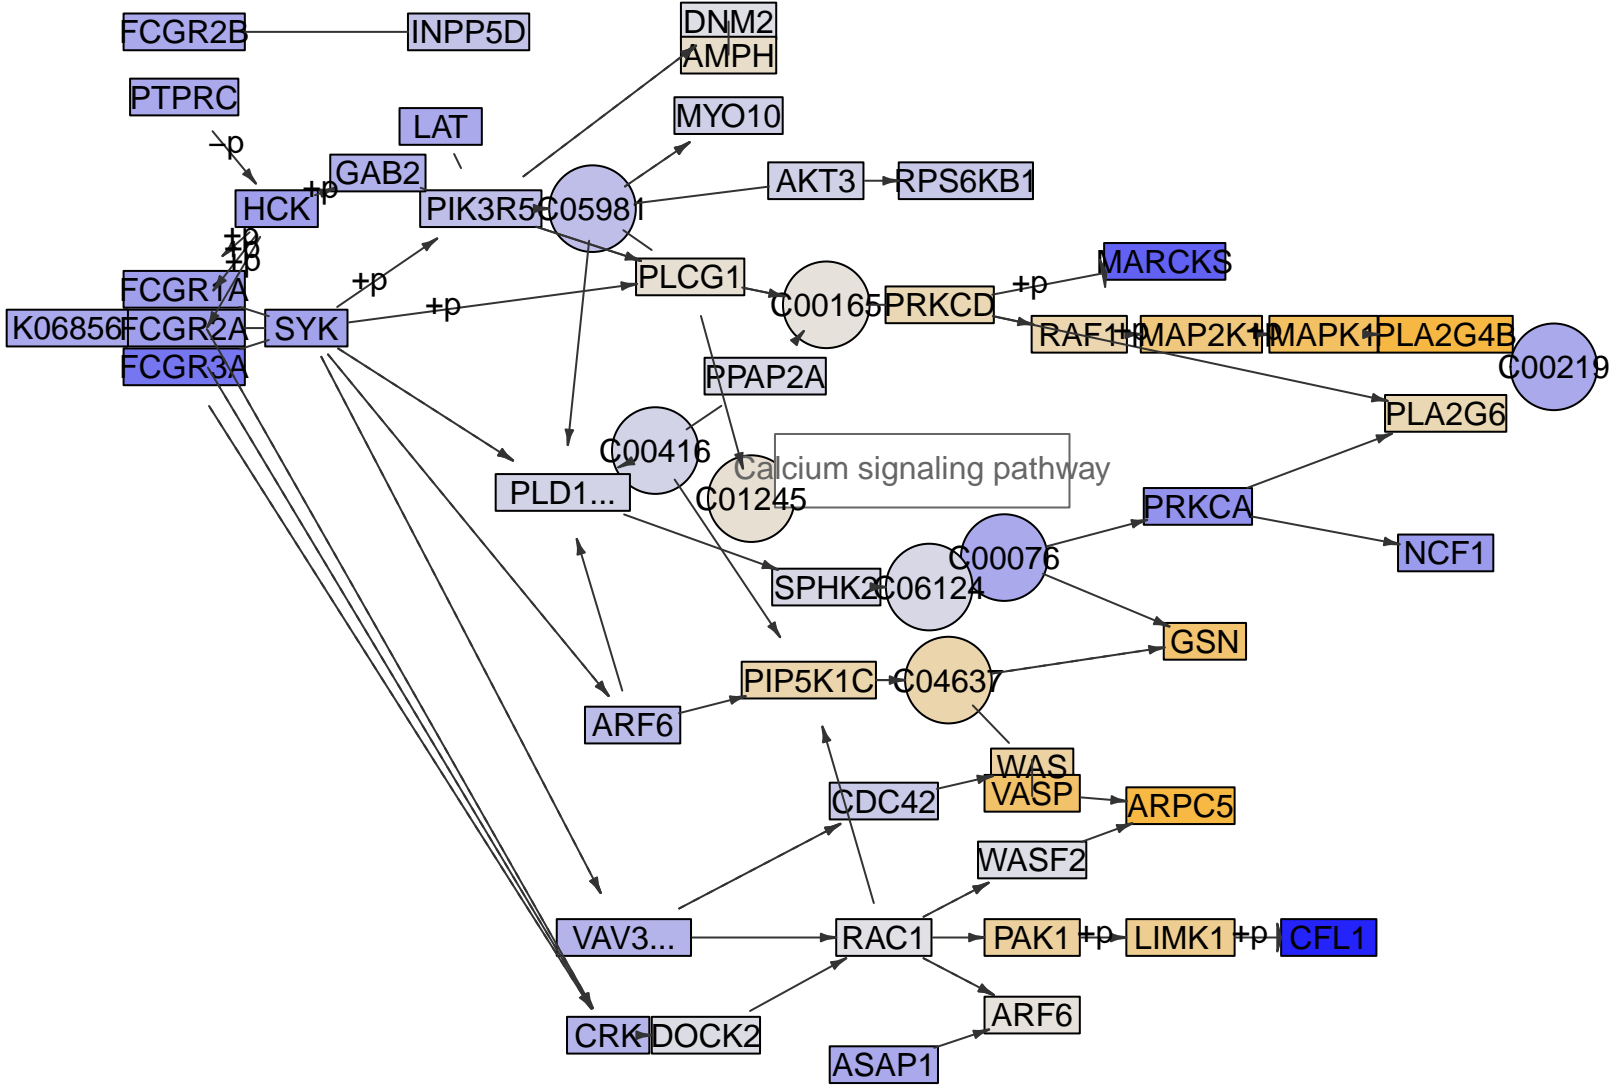 DNM2
FCGR2B
INPP5D
AMPH
PTPRC
MYO10
LAT
−p
GAB2
AKT3
RPS6KB1
+p
HCK
PIK3R5
C05981
+p
+p
+p
MARCKS
PLCG1
+p
FCGR1A
+p
+p
C00165
PRKCD
K06856
FCGR2A
SYK
RAF1
+p
MAP2K1
+p
MAPK1
PLA2G4B
FCGR3A
PPAP2A
C00219
PLA2G6
C00416
Calcium signaling pathway
PLD1...
C01245
PRKCA
NCF1
C00076
SPHK2
C06124
GSN
PIP5K1C
C04637
ARF6
WAS
VASP
CDC42
ARPC5
WASF2
VAV3...
RAC1
PAK1
+p
LIMK1
+p
CFL1
ARF6
CRK
DOCK2
ASAP1